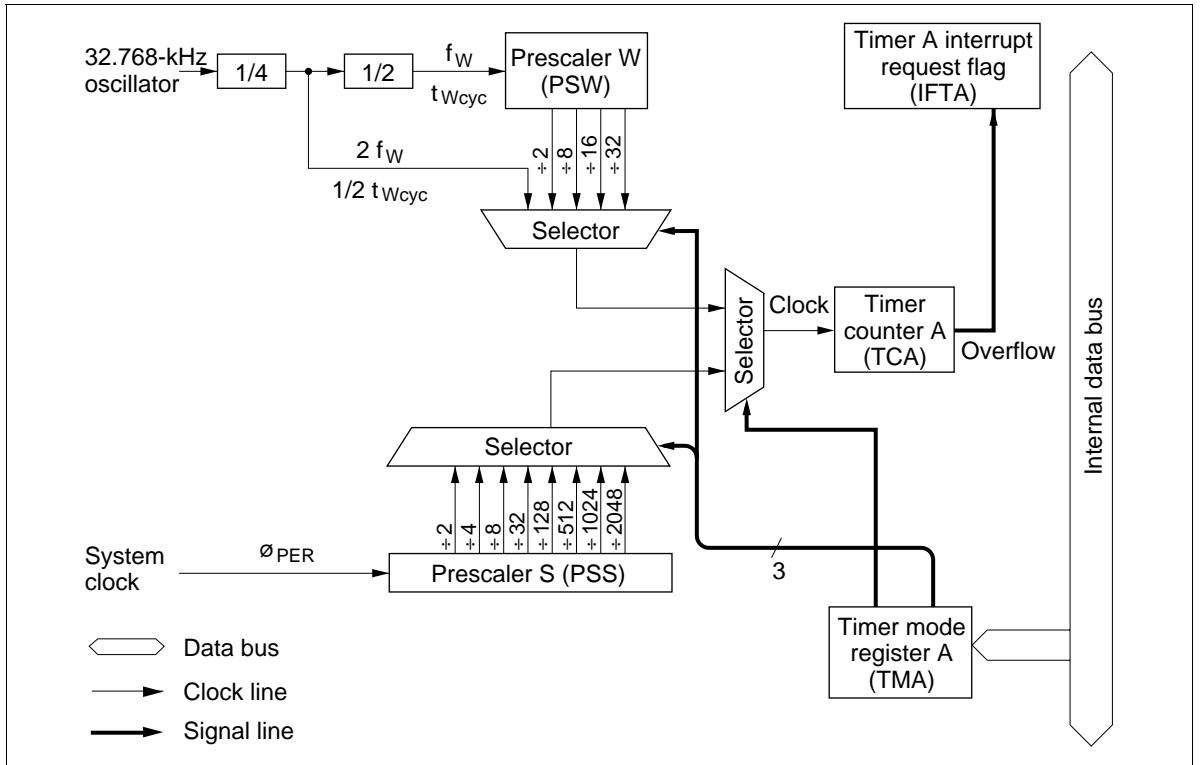 32.768-kHz
oscillator
1/4
1/2
fW
tWcyc
Prescaler W
(PSW)
2 fW
1/2 tWcyc
÷2
÷8
÷16
÷32
Selector
Timer A interrupt
request flag
(IFTA)
Selector
Clock
Timer
counter A
(TCA)
Overflow
Internal data bus
Selector
÷2
÷4
÷8
÷32
÷128
÷512
÷1024
÷2048
System
clock
øPER
Prescaler S (PSS)
3
Timer mode
register A
(TMA)
Data bus
Clock line
Signal line